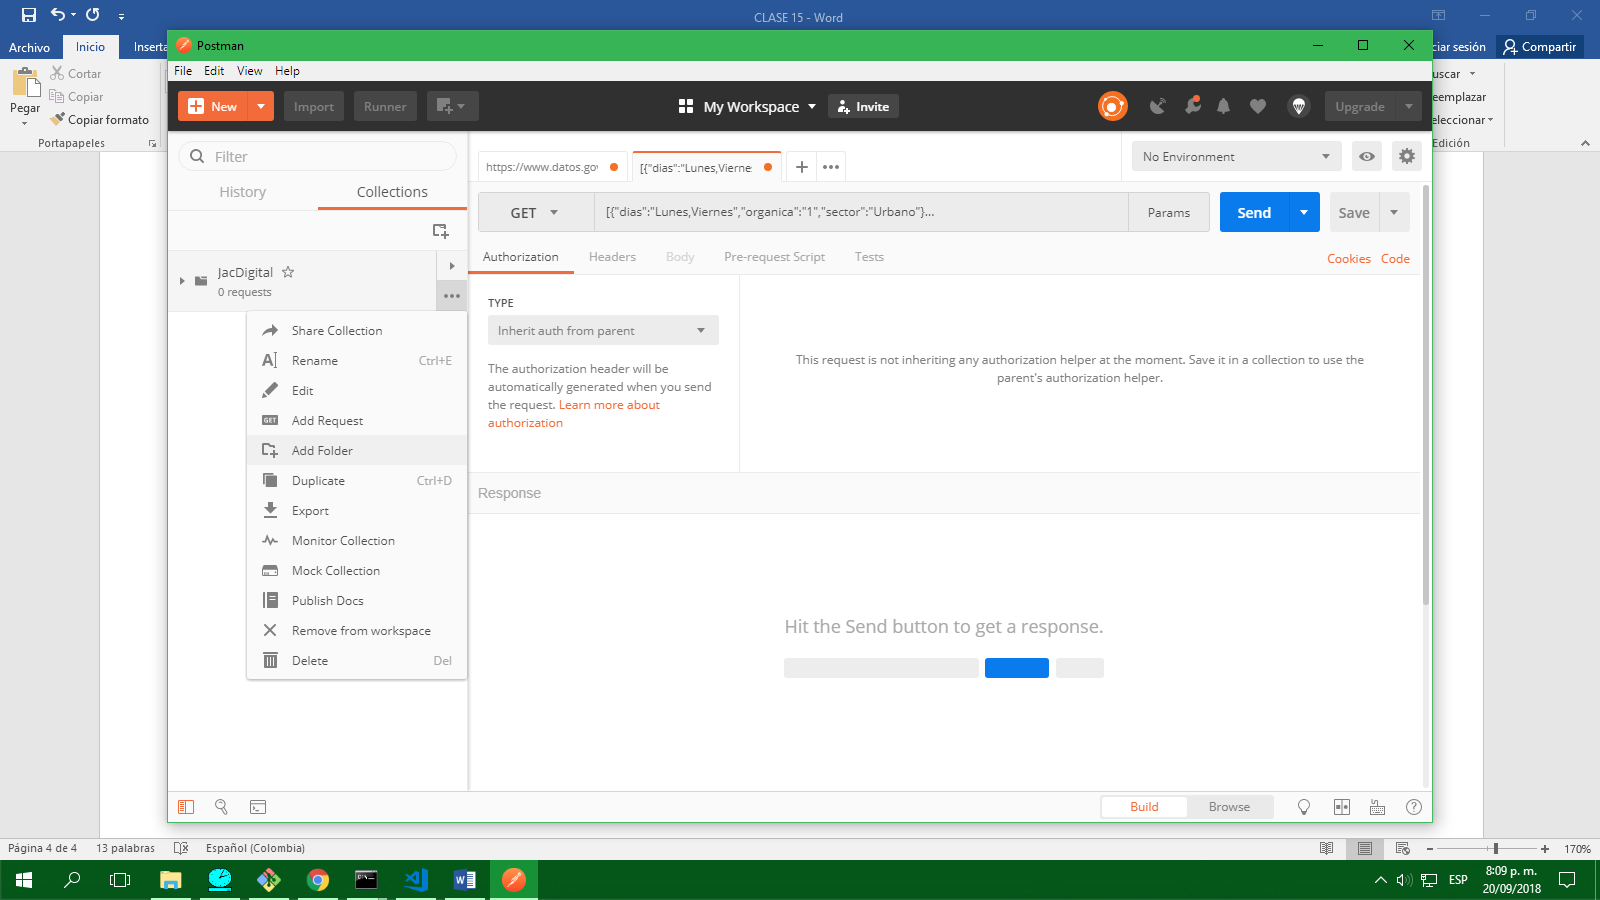 CLASE 15 - Word
Archivo
Inicio
Inserta
ciar sesión
Compartir
Pegar
Cortar
Copiar
Copiar formato
Portapapeles
uscar
eemplazar
eleccionar
Edición
Postman
File Edit View Help
New
Import
Runner
My Workspace
Invite
Upgrade
Filter
History
Collections
JacDigital
0 requests
Share Collection
Rename Ctrl+E
Edit
GET Add Request
Add Folder
Duplicate Ctrl+D
Export
Monitor Collection
Mock Collection
Publish Docs
Remove from workspace
Delete Del
https://www.datos.gov
[{"dias":"Lunes,Vierne:
No Environment
GET
[{"dias":"Lunes,Viernes","organica":"1","sector":"Urbano"}...
Params
Send
Save
Authorization
Headers
Body
Pre-request Script
Tests
Cookies
Code
TYPE
Inherit auth from parent
The authorization header will be
automatically generated when you send
the request. Learn more about
authorization
This request is not inheriting any authorization helper at the moment. Save it in a collection to use the
parent's authorization helper.
Response
Hit the Send button to get a response.
Build
Browse
Página 4 de 4
13 palabras
Español (Colombia)
170%
ESP
8:09 p. m.
20/09/2018